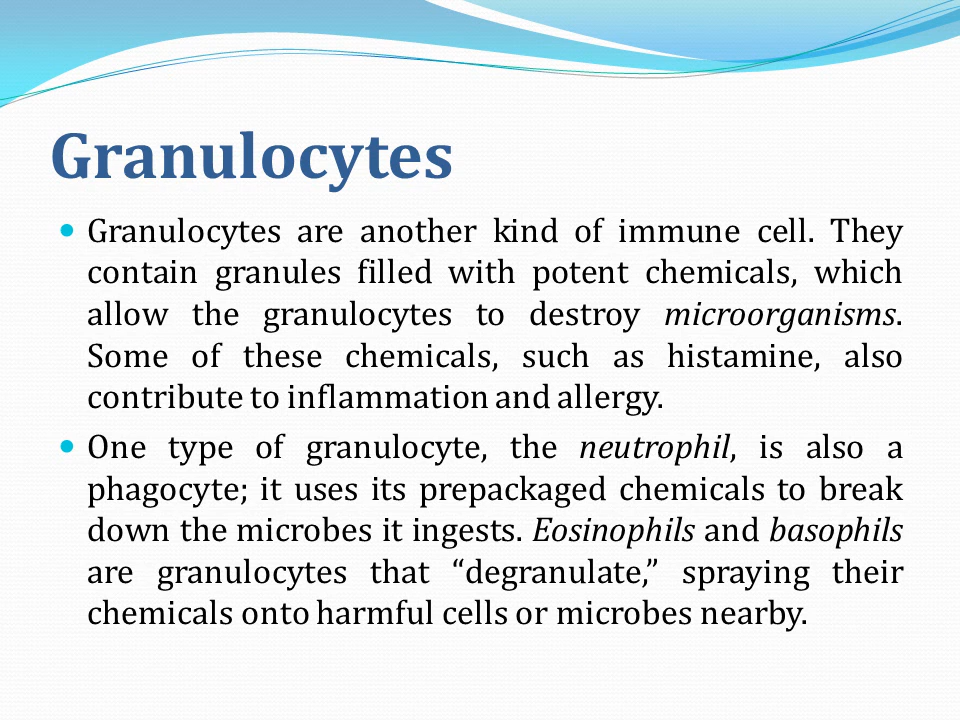 Granulocytes
• Granulocytes are another kind of immune cell. They
contain granules filled with potent chemicals, which
allow the granulocytes to destroy microorganisms.
Some of these chemicals, such as histamine, also
contribute to inflammation and allergy.
• One type of granulocyte, the neutrophil, is also a
phagocyte; it uses its prepackaged chemicals to break
down the microbes it ingests. Eosinophils and basophils
are granulocytes that “degranulate,” spraying their
chemicals onto harmful cells or microbes nearby.